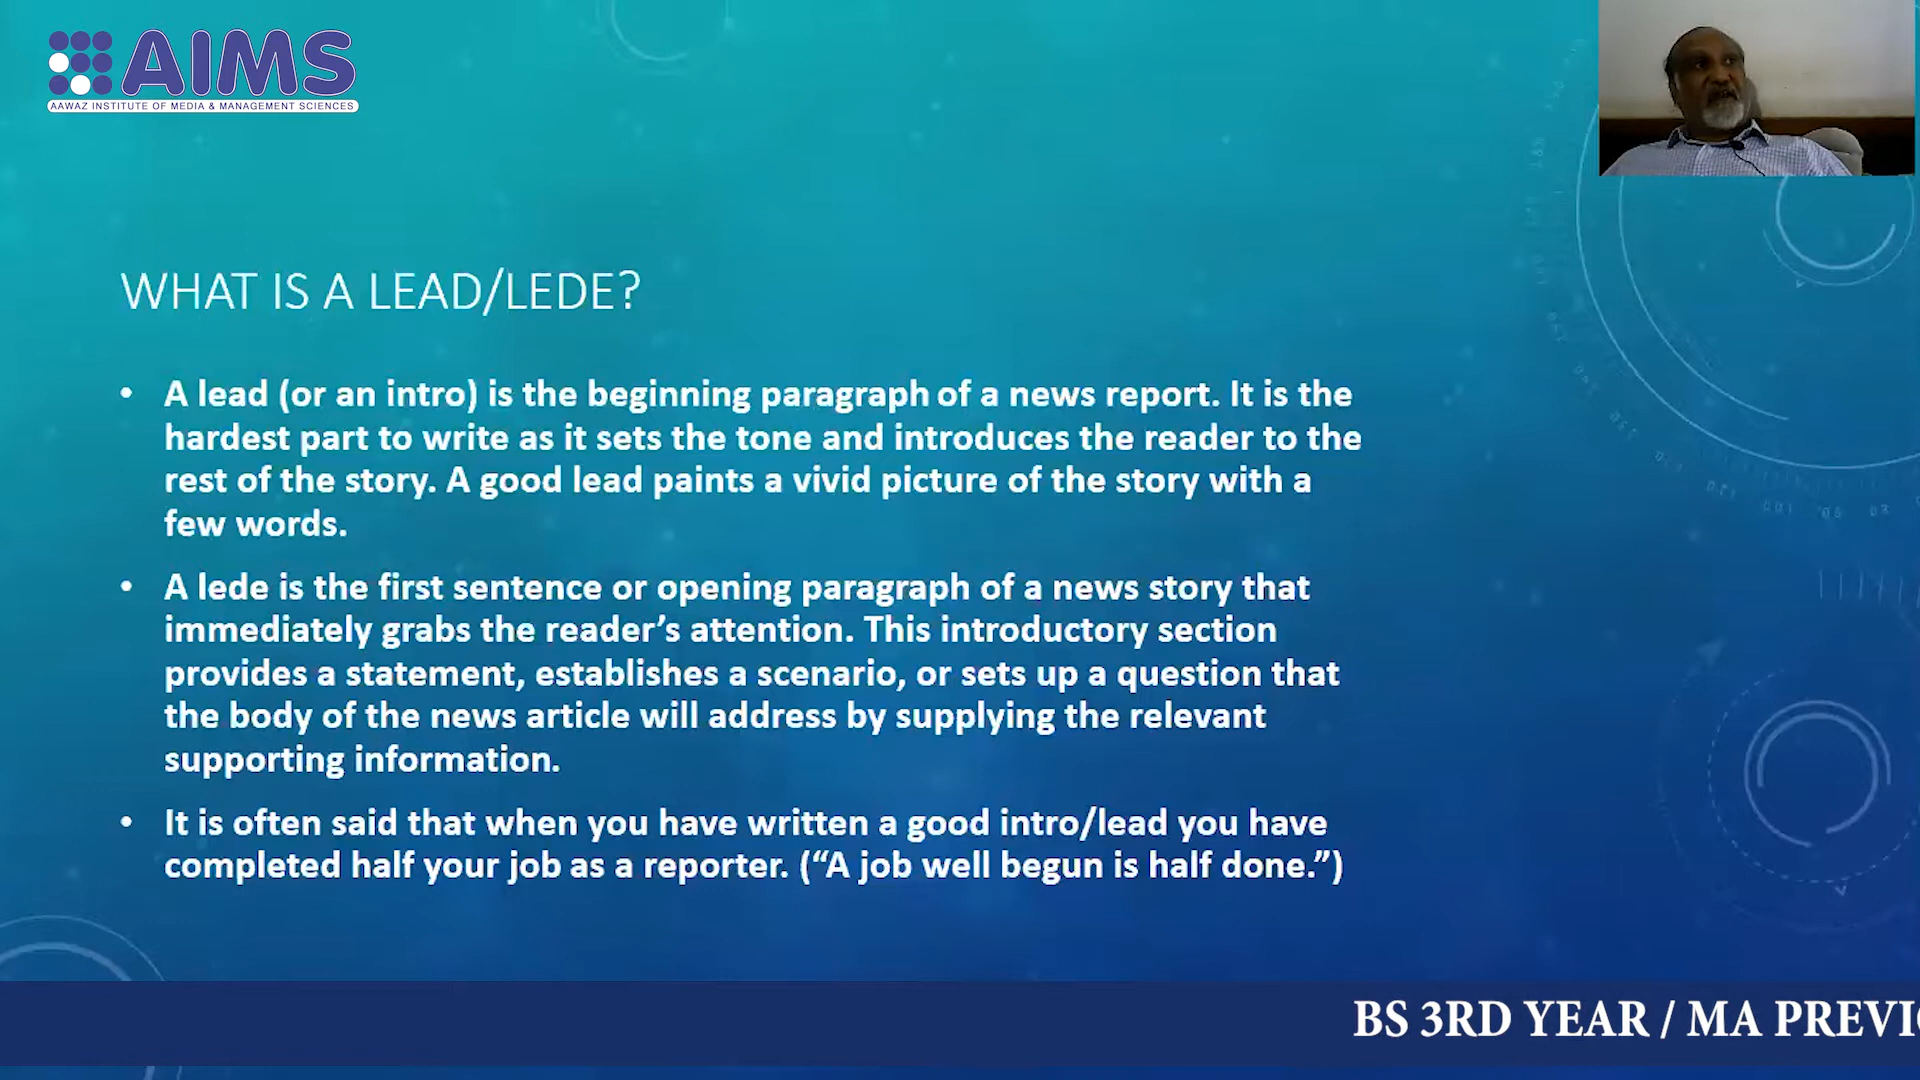 AIMS
AAWAZ INSTITUTE OF MEDIA & MANAGEMENT SCIENCES
WHAT IS A LEAD/LEDE?
• A lead (or an intro) is the beginning paragraph of a news report. It is the
hardest part to write as it sets the tone and introduces the reader to the
rest of the story. A good lead paints a vivid picture of the story with a
few words.
• A lede is the first sentence or opening paragraph of a news story that
immediately grabs the reader’s attention. This introductory section
provides a statement, establishes a scenario, or sets up a question that
the body of the news article will address by supplying the relevant
supporting information.
• It is often said that when you have written a good intro/lead you have
completed half your job as a reporter. (“A job well begun is half done.”)
BS 3RD YEAR / MA